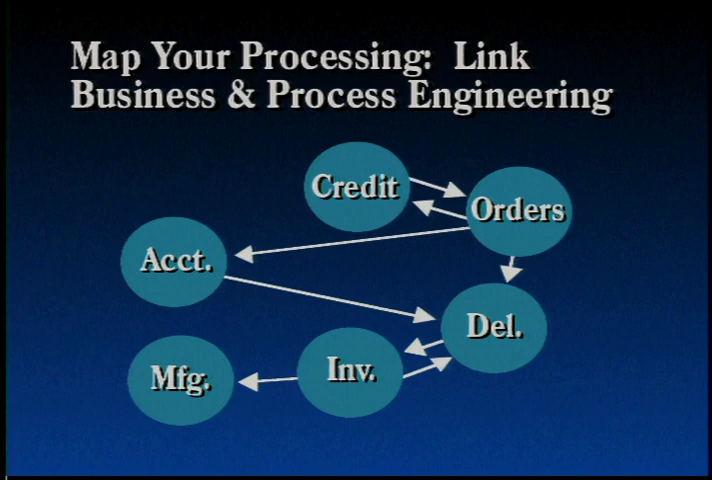 Map Your Processing: Link
Business & Process Engineering
Credit
Orders
Acct.
Del.
Inv.
Mfg.